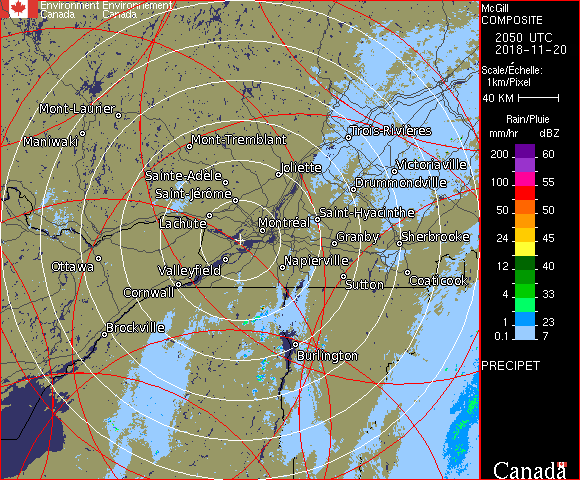 Environment Environnement
Canada Canada
Mont-Laurier
Maniwaki
Mont-Tremblant
Trois-Rivières
Joliette
Victoriaville
Sainte-Adèle
Drummondville
Saint-Jérôme
Lachute
Montréal
Saint-Hyacinthe
Granby
Sherbrooke
Ottawa
Valleyfield
Napierville
Cornwall
Sutton
Coaticook
Brockville
Burlington
McGill
COMPOSITE
2050 UTC
2018-11-20
Scale/Échelle:
1km/Pixel
40 KM
Rain/Pluie
mm/hr dBZ
200 60
100 55
50 50
24 45
12 40
8 33
4 30
1 23
0.1 7
PRECIPET
Canada